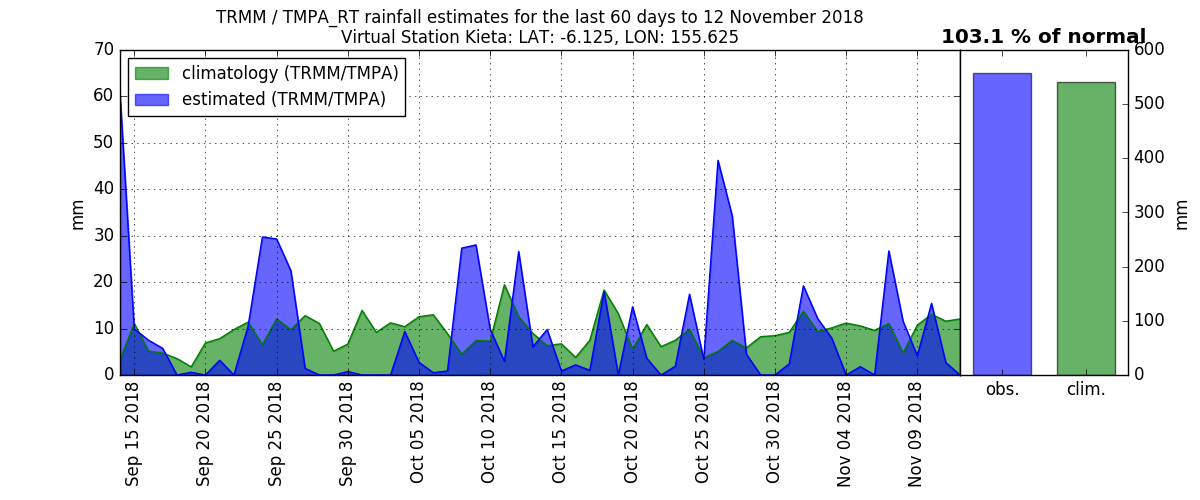 TRMM / TMPA_RT rainfall estimates for the last 60 days to 12 November 2018
Virtual Station Kieta: LAT: -6.125, LON: 155.625
103.1 % of normal
climatology (TRMM/TMPA)
estimated (TRMM/TMPA)
70
60
50
40
30
20
10
0
mm
Sep 15 2018
Sep 20 2018
Sep 25 2018
Sep 30 2018
Oct 05 2018
Oct 10 2018
Oct 15 2018
Oct 20 2018
Oct 25 2018
Oct 30 2018
Nov 04 2018
Nov 09 2018
obs.
clim.
600
500
400
300
200
100
0
mm